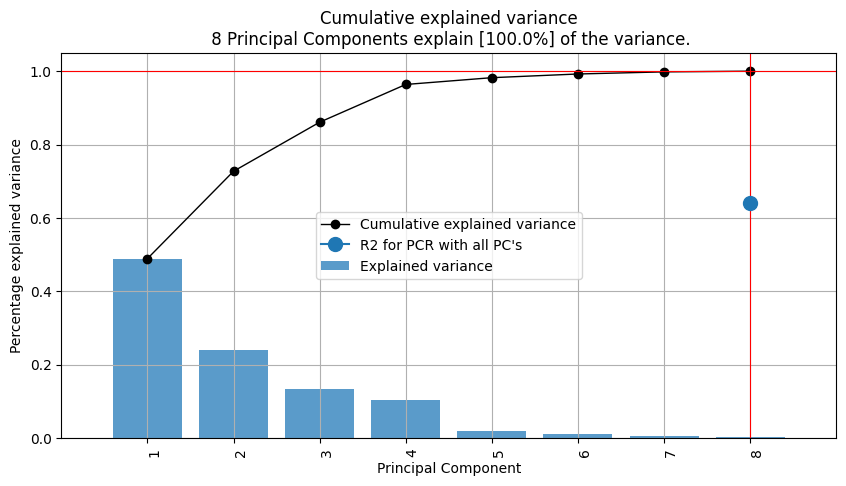 Cumulative explained variance
8 Principal Components explain [100.0%] of the variance.
Percentage explained variance
1.0
0.8
0.6
0.4
0.2
0.0
Cumulative explained variance
R2 for PCR with all PC's
Explained variance
1
2
3
4
5
6
7
8
Principal Component